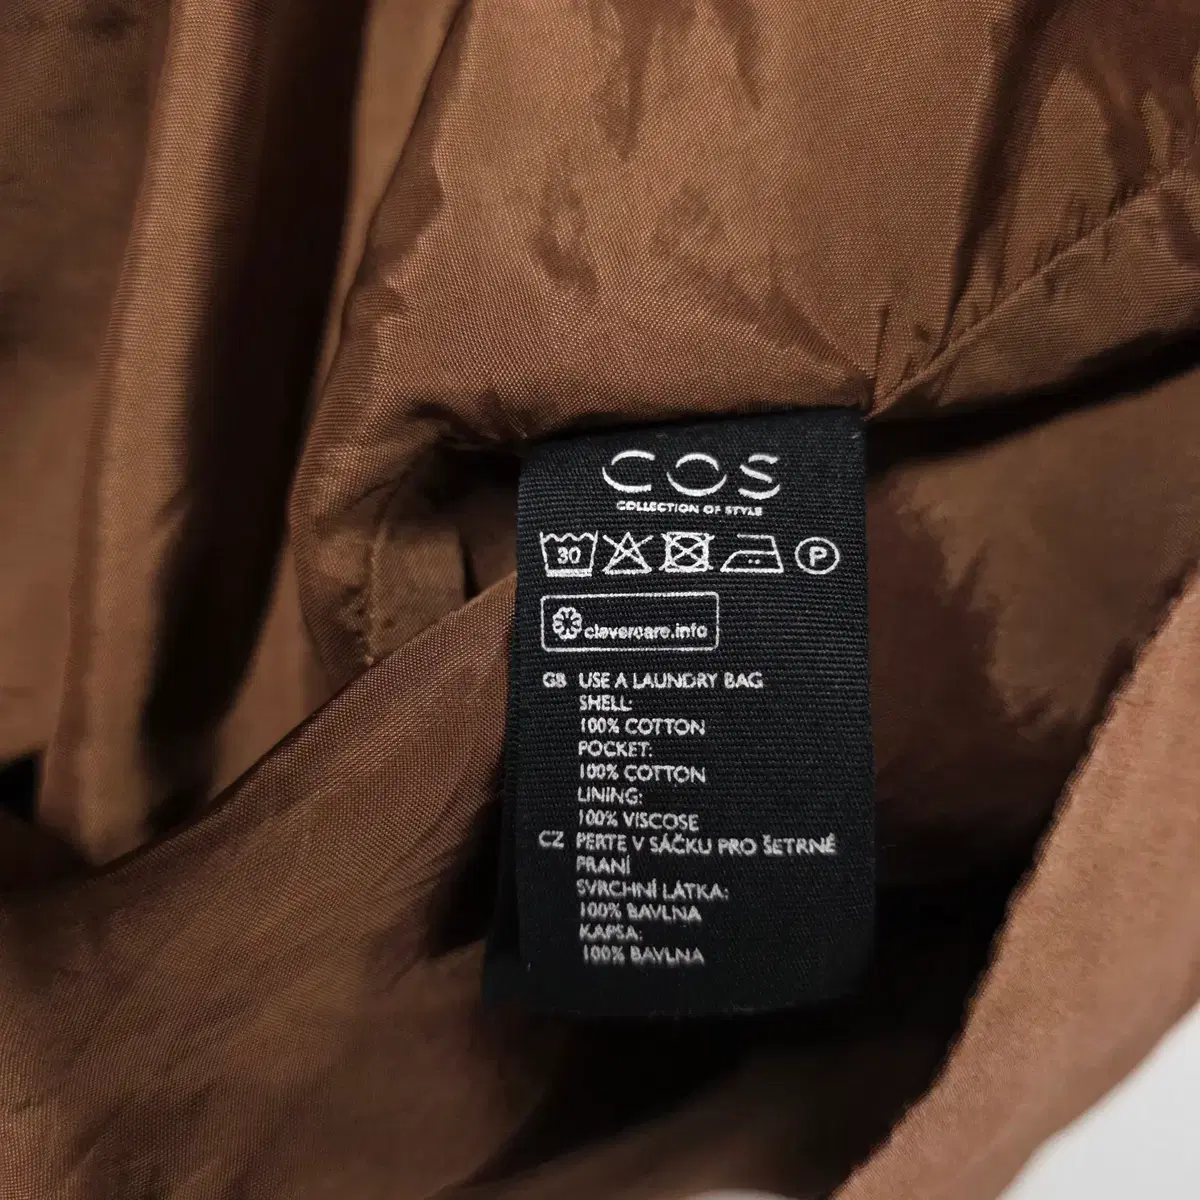 COS
COLLECTION OF STYLE
30 P
clevercare.info
GB USE A LAUNDRY BAG
SHELL:
100% COTTON
POCKET:
100% COTTON
LINING:
100% VISCOSE
CZ PERTE V SÁČKU PRO ŠETRNÉ
PRANÍ
SVRCHNÍ LÁTKA:
100% BAVLNA
KAPSA:
100% BAVLNA